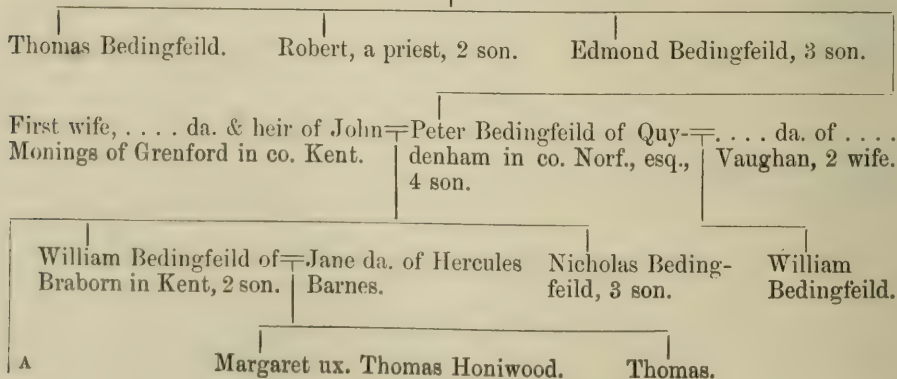 Thomas Bedingfeild. Robert, a priest, 2 son. Edmond Bedingfeild, 3 son.
First wife, . . . . da. & heir of John Monings of Grenford in co. Kent.
Peter Bedingfeild of Quy-
denham in co. Norf., esq.,
4 son.
. . . . da. of . . . .
Vaughan, 2 wife.
William Bedingfeild of
Braborn in Kent, 2 son.
Jane da. of Hercules
Barnes.
Nicholas Beding-
feild, 3 son.
William
Bedingfeild.
A
Margaret ux. Thomas Honiwood. Thomas.